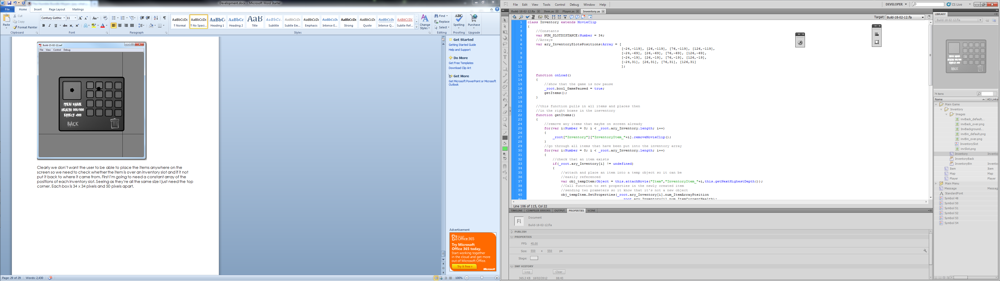 Development.docx - Microsoft Word Starter
File Home Insert Page Layout Mailings
Cut
Copy
Format Painter
Paste
Clipboard
Century Gothic 11
Font
Paragraph
AaBbCcDc AaBbCcDc AaBbC AaBbCc AaB AaBbCc. AaBbCcDc AaBbCcDc AaBbCcDc AaBbCcDc AaBbCcDc AaBbCcDc AABBCCDC
¶ Normal ¶ No Spaci... Heading 1 Heading 2 Title Subtitle Subtle Em... Emphasis Intense E... Strong Quote Intense Q... Subtle Ref...
Styles
Change Styles
Find
Replace
Select
Editing
Spelling
Proofing
Purchase
Upgrade
Build-15-02-12.swf
File View Control Debug
ITEM NAME
HEALTH 000/000
EFFECT +000
BACK
Clearly we don't want the user to be able to place the items anywhere on the
screen so we need to check whether the item is over an inventory slot and if it not
put it back to where it came from. First I'm going to need a constant array of the
positions of each inventory slot. Seeing as they're all the same size I just need the top
corner. Each box is 34 x 34 pixels and 50 pixels apart.
Get Started
Getting Started Guide
Help and Support
Do More
Get Free Templates
Download Clip Art
Get More
Get Microsoft PowerPoint or Microsoft
Outlook
Advertisement
Microsoft
Office 365
Try Microsoft
Office 365 today.
Start working together
in the cloud and get more
out of Microsoft Office.
Try it free
Microsoft
Page: 29 of 29 Words: 2,430
100%
Fl File Edit View Tools Control Debug Window Help
DEVELOPER
CS Live
Build-18-02-12.fla Item.as Player.as Inventory.as
Target: Build-18-02-12.fla
1 class Inventory extends MovieClip
2 {
3 //Constants
4 var NUM_SLOTDISTANCE:Number = 34;
5 //Arrays
6 var ary_InventorySlotsPositions:Array = [
7 [-24,-119], [26,-119], [76,-119], [126,-119],
8 [-24,-69], [26,-69], [76,-69], [126,-69],
9 [-24,-19], [26,-19], [76,-19], [126,-19],
10 [-24,31], [26,31], [76,31], [126,31]
11 ];
12
13 function onLoad()
14 {
15 //show that the game is now pause
16 _root.bool_GamePaused = true;
17 getItems();
18 }
19
20 //this function pulls in all items and places then
21 //in the right boxes in the ineventory
22 function getItems()
23 {
24 //remove any items that maybe on screen already
25 for(var i:Number = 0; i < _root.ary_Inventory.length; i++)
26 {
27 _root["Inventory"]["InventoryItem_"+i].removeMovieClip();
28 }
29 //go through all items that have been put into the inventory array
30 for(var i:Number = 0; i < _root.ary_Inventory.length; i++)
31 {
32 //check that an item exists
33 if(_root.ary_Inventory[i] != undefined)
34 {
35 //attach and place an item into a temp object so it can be
36 //easily referenced
37 var obj_tempItem:Object = this.attachMovie("Item","InventoryItem_"+i,this.getNextHighestDepth());
38 //Call function to set properties in the newly created item
39 //sending two prameters so it know that it's not a new object
40 obj_tempItem.SetProperties(_root.ary_Inventory[i].num_ItemArrayPosition
41 _root.ary_Inventory[i].num_ItemCurrentHealth);
Line 106 of 115, Col 22
TIMELINE COMPILER ERRORS OUTPUT PROPERTIES SCENE
Fl
Document
Build-18-02-12.fla
PUBLISH
PROPERTIES
FPS: 45.00
Size: 550 x 550 px
Stage:
SWF HISTORY
Log Clear
365.3 KB 18/02/2012 08:43
LIBRARY
Build-18-02-12.fla
ITEM NAME
HEALTH 000/000
EFFECT +000
BACK
74 items
Name AS Linka
Main Game
Inventory
Images
invBack_default....
invBack_over.png
InvBackground....
invBin_default.png
invBin_over.png
InventorySlot
invSlot.png
Inventory Invento
InventoryBack
InventoryBin Invento
Item Item
Map Map
Player Player
Main Menu
Message Messag
StandardFont
Symbol 48
Symbol 50
Symbol 51
Symbol 52
Symbol 53
Symbol 54